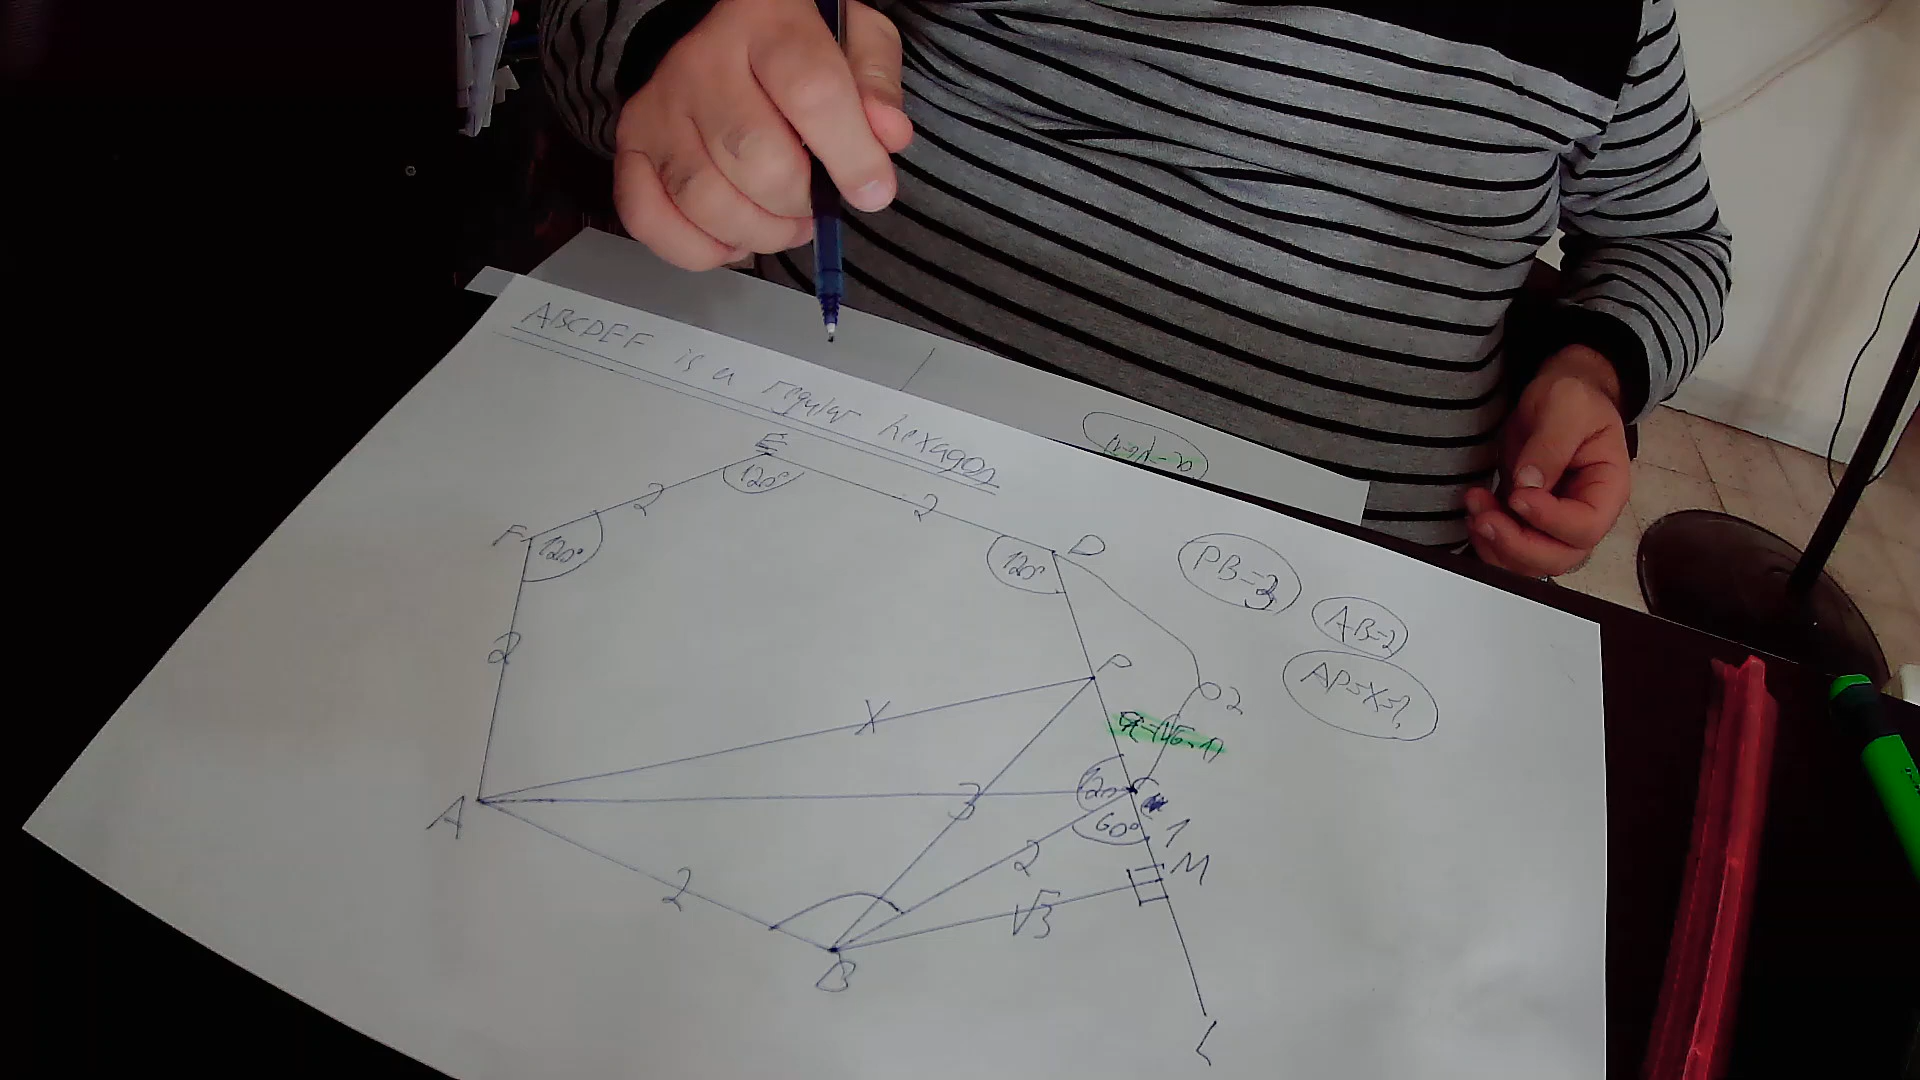 ABCDEF is a regular hexagon
E
120°
2
2
F
120°
D
120°
PB=3
AB=2
AP=X=?
2
P
X
2
120°
C
3
60°
1
A
2
M
2
√3
B
L